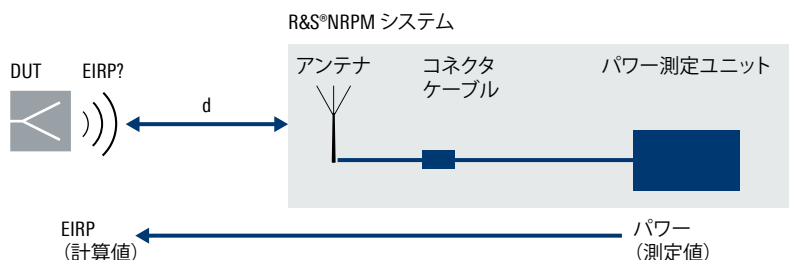 R&S®NRPM システム
DUT
EIRP?
d
アンテナ
コネクタ
ケーブル
パワー測定ユニット
EIRP
（計算値）
パワー
（測定値）